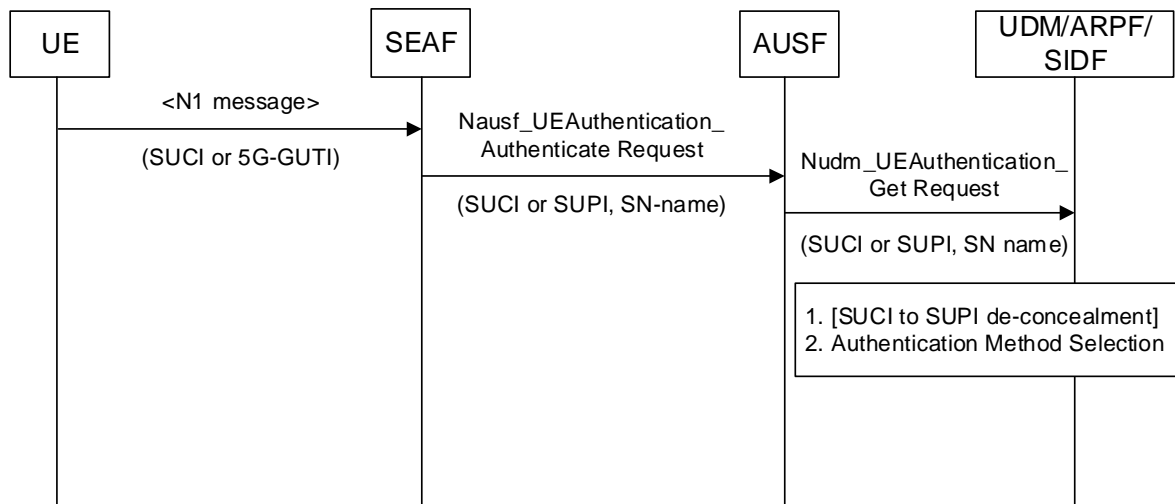 UE
SEAF
AUSF
UDM/ARPF/
SIDF
<N1 message>
(SUCI or 5G-GUTI)
Nausf_UEAuthentication_
Authenticate Request
(SUCI or SUPI, SN-name)
Nudm_UEAuthentication_
Get Request
(SUCI or SUPI, SN name)
1. [SUCI to SUPI de-concealment]
2. Authentication Method Selection